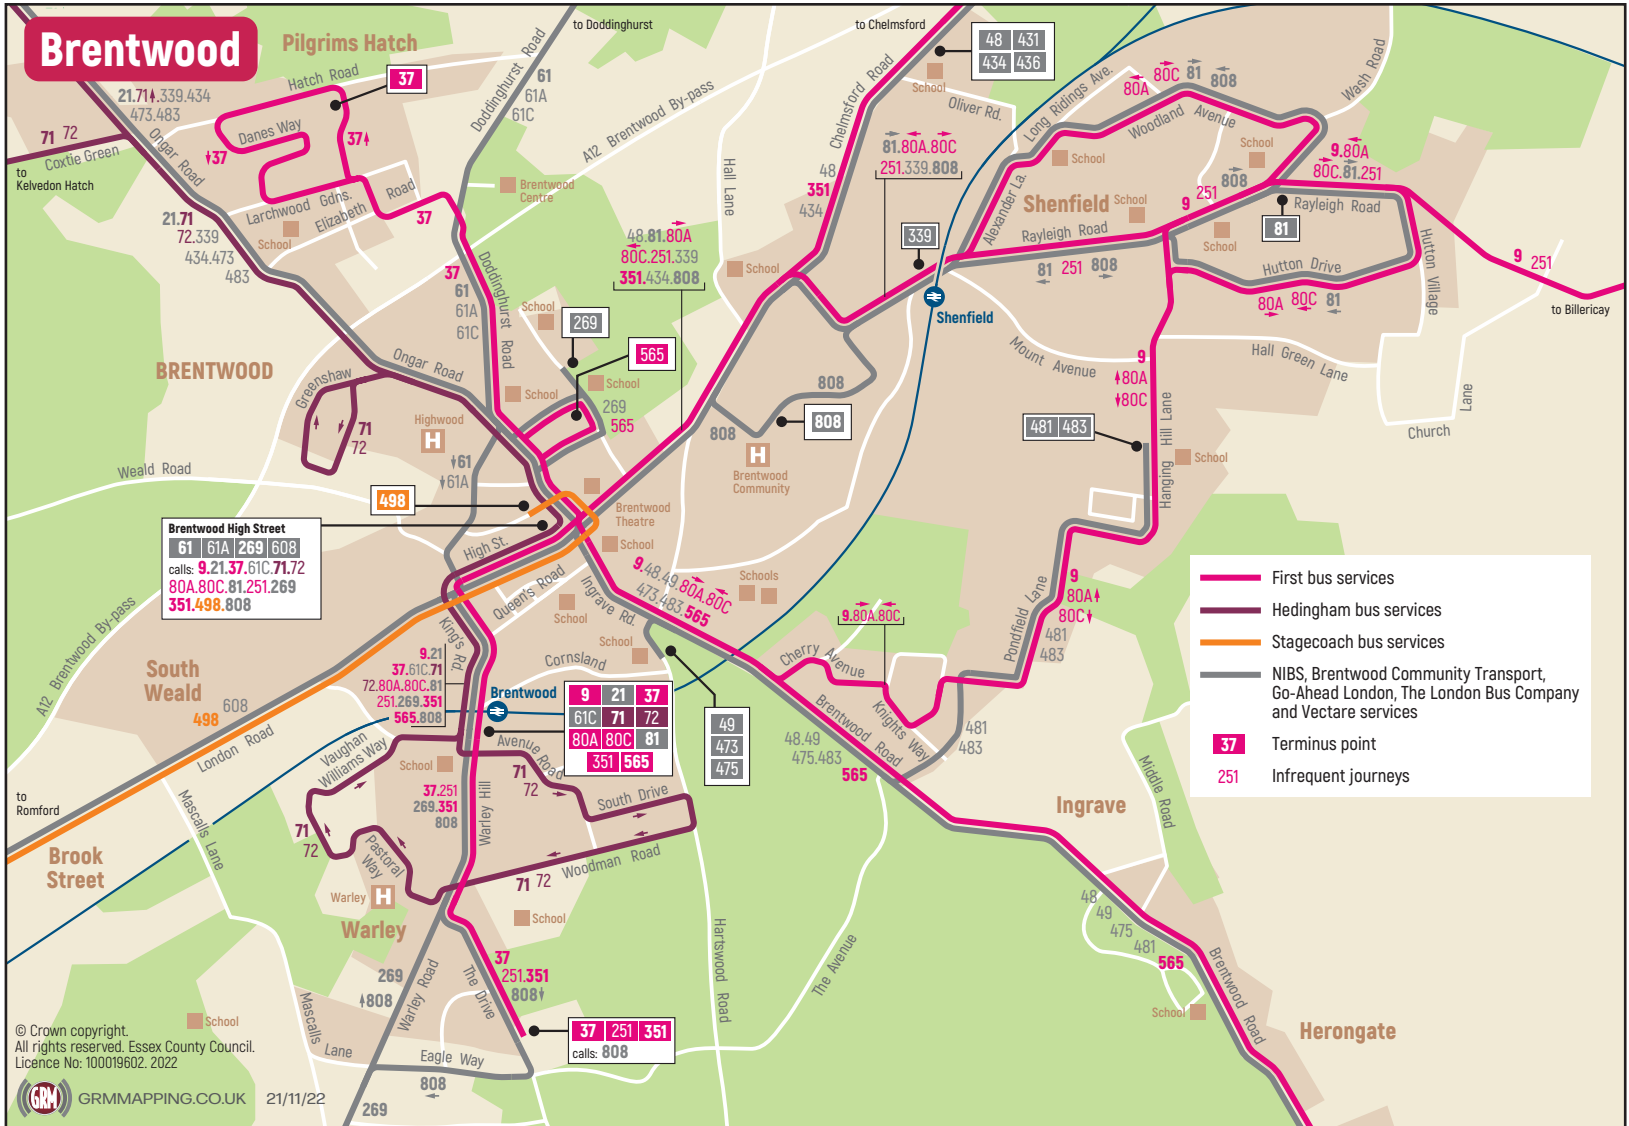 Brentwood
Pilgrims Hatch
to Doddinghurst
to Chelmsford
48 431
434 436
Hatch Road
37
Doddinghurst Road
61
61A
61C
21.71.339.434
473.483
Danes Way
37
37
71 72
Coxtie Green
to
Kelvedon Hatch
Ongar Road
Larchwood Gdns.
Elizabeth Road
School
37
Brentwood
Centre
A12 Brentwood By-pass
Hall Lane
Chelmsford Road
School
Oliver Rd.
Long Ridings Ave.
80A
80C
81
808
Woodland Avenue
Wash Road
School
School
81.80A.80C
251.339.808
48
351
434
9.80A
80C.81.251
808
9 251
Shenfield
School
Alexander La.
Rayleigh Road
School
Rayleigh Road
81
Hutton Drive
Hutton Village
9 251
to Billericay
81 251 808
80A 80C 81
339
Shenfield
21.71
72.339
434.473
483
37
61
61A
61C
Doddinghurst Road
48.81.80A
80C.251.339
351.434.808
School
School
269
565
Mount Avenue
9
80A
80C
Hall Green Lane
Church Lane
BRENTWOOD
Greenshaw
Ongar Road
School
School
269
565
808
808
808
Highwood
H
71
72
61
61A
H
Brentwood
Community
481 483
Hanging Hill Lane
School
Weald Road
498
Brentwood High Street
61 61A 269 608
calls: 9.21.37.61C.71.72
80A.80C.81.251.269
351.498.808
Brentwood
Theatre
School
High St.
Queen's Road
School
Ingrave Rd.
9.48.49.80A.80C
473.483.565
Schools
School
9.80A.80C
Pondfield Lane
9
80A
80C
481
483
First bus services
Hedingham bus services
Stagecoach bus services
NIBS, Brentwood Community Transport,
Go-Ahead London, The London Bus Company
and Vectare services
37 Terminus point
251 Infrequent journeys
A12 Brentwood By-pass
South
Weald
King's Rd.
9.21
37.61C.71
72.80A.80C.81
251.269.351
565.808
Cornsland
Brentwood
9 21 37
61C 71 72
80A 80C 81
351 565
49
473
475
Cherry Avenue
Knights Way
Brentwood Road
481
483
48.49
475.483
565
498 608
London Road
Vaughan
Williams Way
School
Avenue Road
71
72
South Drive
to
Romford
Mascalls Lane
37.251
269.351
808
Warley Hill
71
72
Pastoral
Way
Woodman Road
71 72
Middle Road
Ingrave
Brook
Street
Warley
H
Warley
School
48
49
475
481
565
Brentwood Road
The Avenue
Hartswood Road
School
Herongate
269
808
Warley Road
The Drive
37
251.351
808
Mascalls Lane
School
37 251 351
calls: 808
Eagle Way
808
269
© Crown copyright.
All rights reserved. Essex County Council.
Licence No: 100019602. 2022
GRM GRMMAPPING.CO.UK 21/11/22